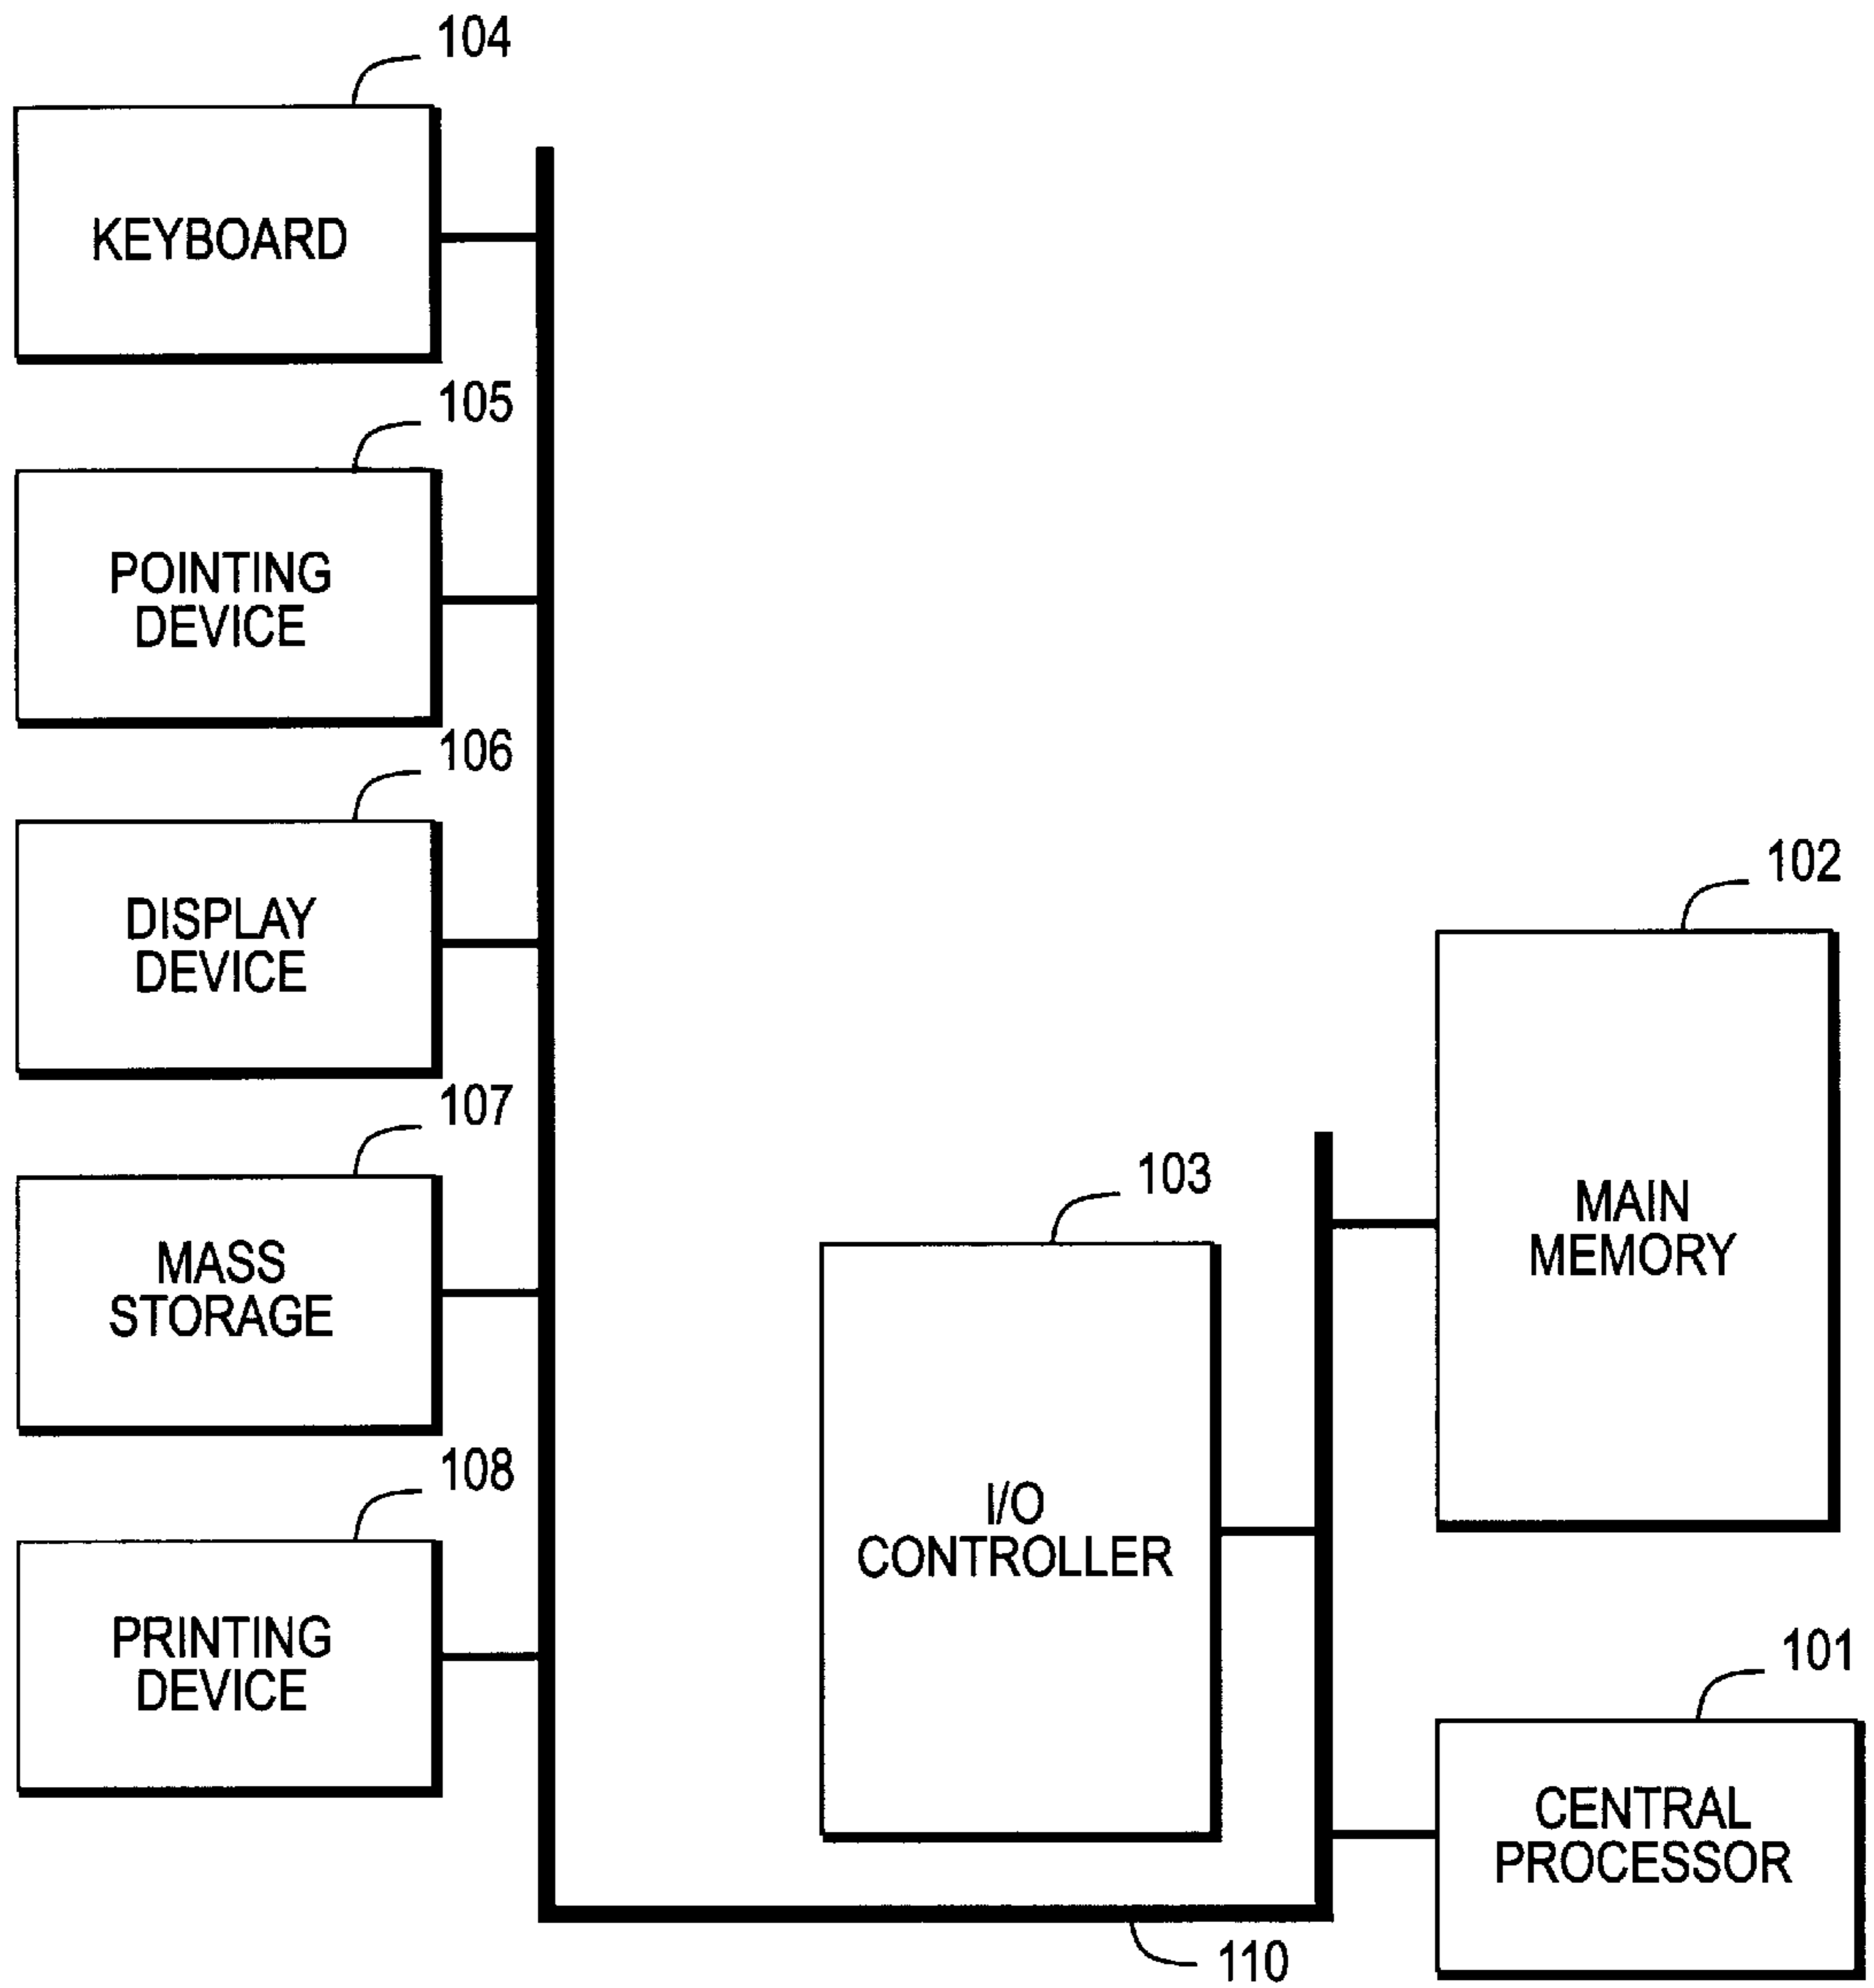 104
KEYBOARD
105
POINTING
DEVICE
106
DISPLAY
DEVICE
107
MASS
STORAGE
108
PRINTING
DEVICE
103
I/O
CONTROLLER
102
MAIN
MEMORY
101
CENTRAL
PROCESSOR
110